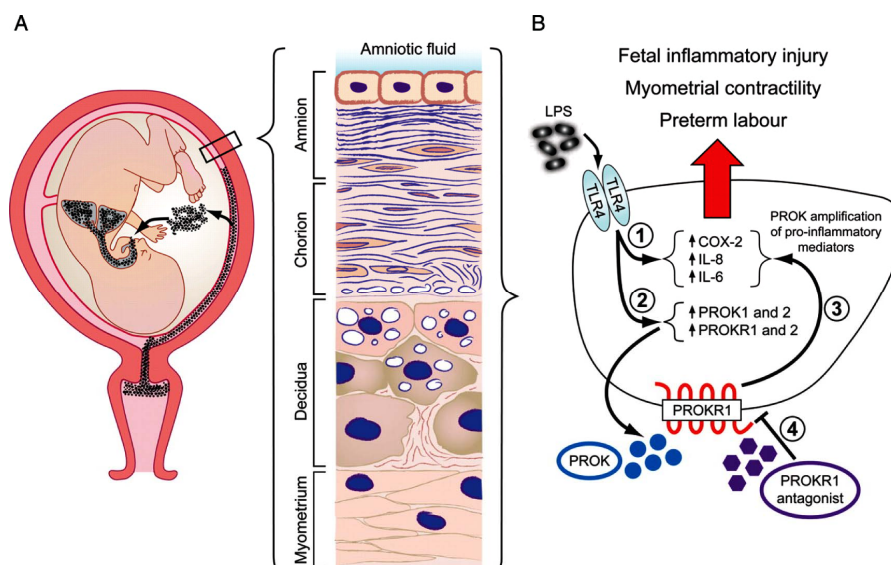 A
Amniotic fluid
Amnion
Chorion
Decidua
Myometrium
B
Fetal inflammatory injury
Myometrial contractility
Preterm labour
LPS
TLR4
TLR4
1
COX-2
IL-8
IL-6
PROK amplification
of pro-inflammatory
mediators
2
PROK1 and 2
PROKR1 and 2
3
PROKR1
4
PROK
PROKR1
antagonist